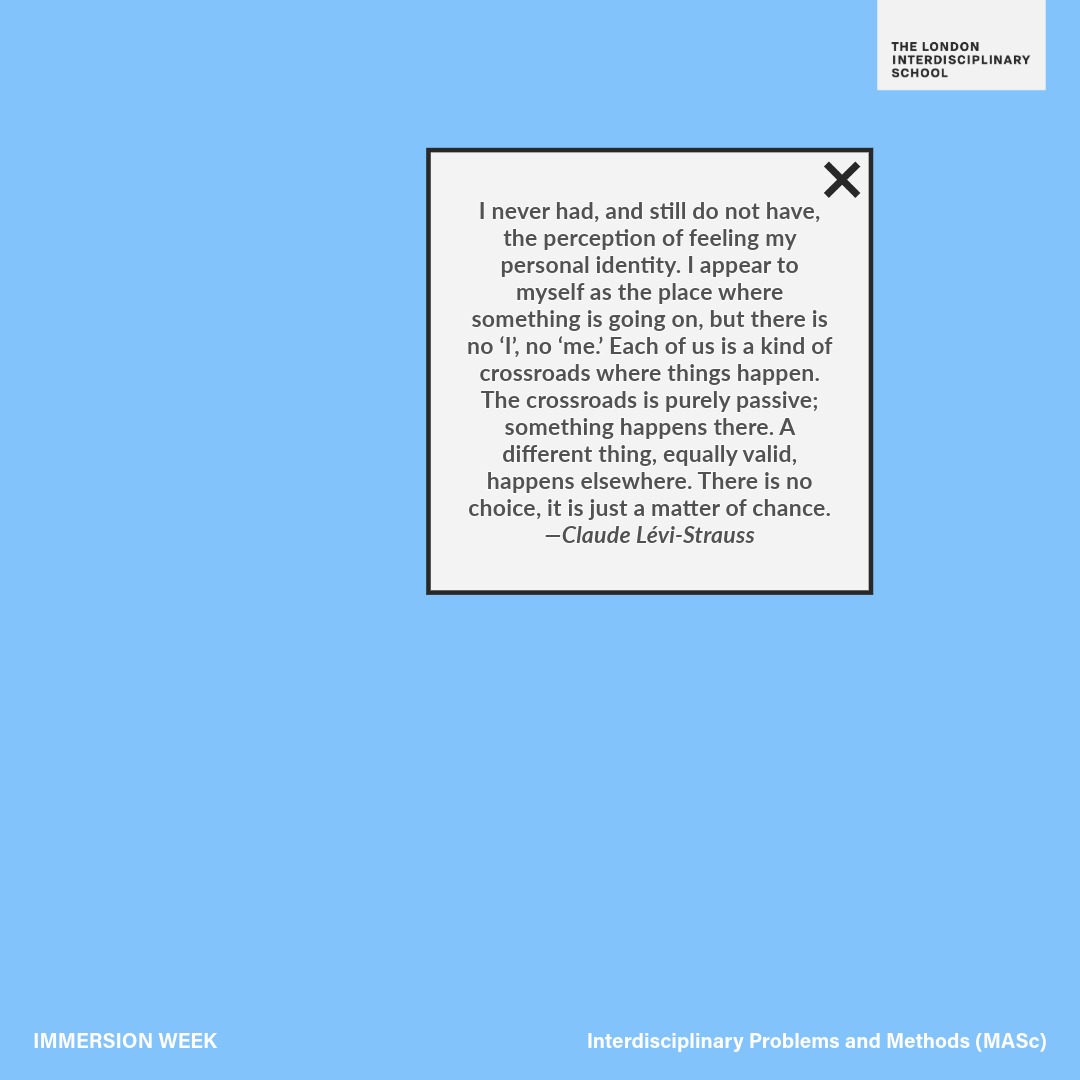 THE LONDON
INTERDISCIPLINARY
SCHOOL
I never had, and still do not have,
the perception of feeling my
personal identity. I appear to
myself as the place where
something is going on, but there is
no ‘I’, no ‘me.’ Each of us is a kind of
crossroads where things happen.
The crossroads is purely passive;
something happens there. A
different thing, equally valid,
happens elsewhere. There is no
choice, it is just a matter of chance.
—Claude Lévi-Strauss
IMMERSION WEEK
Interdisciplinary Problems and Methods (MASc)